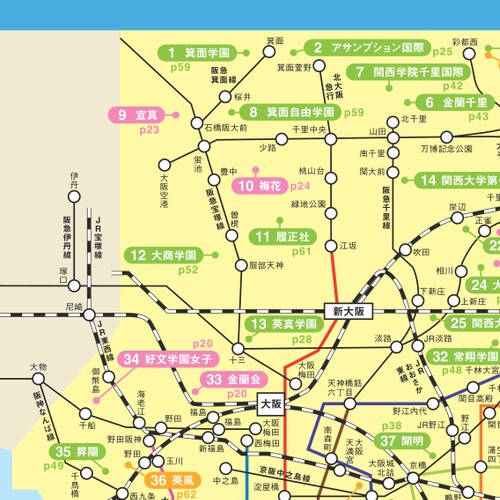 箕面
1 箕面学園
p59
2 アサンプション国際
p25
彩都西
阪急
箕面線
箕面萱野
北大阪
急行
7 関西学院千里国際
p42
桜井
6 金蘭千里
p43
9 宣真
p23
8 箕面自由学園
p59
北千里
石橋阪大前
千里中央
山田
少路
万博記念公園
蛍池
南千里
大阪空港
豊中
桃山台
関大前
伊丹
10 梅花
p24
14 関西大学第一
阪急宝塚線
緑地公園
阪急千里線
曽根
岸辺
阪急伊丹線
JR宝塚線
11 履正社
p61
正雀
江坂
吹田
12 大商学園
p52
服部天神
塚口
相川
24 大
下新庄
上新庄
尼崎
新大阪
13 英真学園
p28
25 関西大
JR東西線
p20
十三
淡路
JR淡路
34 好文学園女子
32 常翔学園
p48
JRおおさか東線
大物
33 金蘭会
p20
大阪
梅田
千林大宮
御幣島
天神橋筋
六丁目
阪神なんば線
大阪
海老江
福島
野江内代
関目高殿
千船
野田
大阪
梅田
南森町
p38
JR野江
野江
野田阪神
新福島
西梅田
大阪天満宮
37 開明
35 昇陽
p49
玉川
京阪中之島線
大阪城北詰
京橋
千鳥橋
36 英風
p62
中之島
西九条
淀屋橋
鴫野